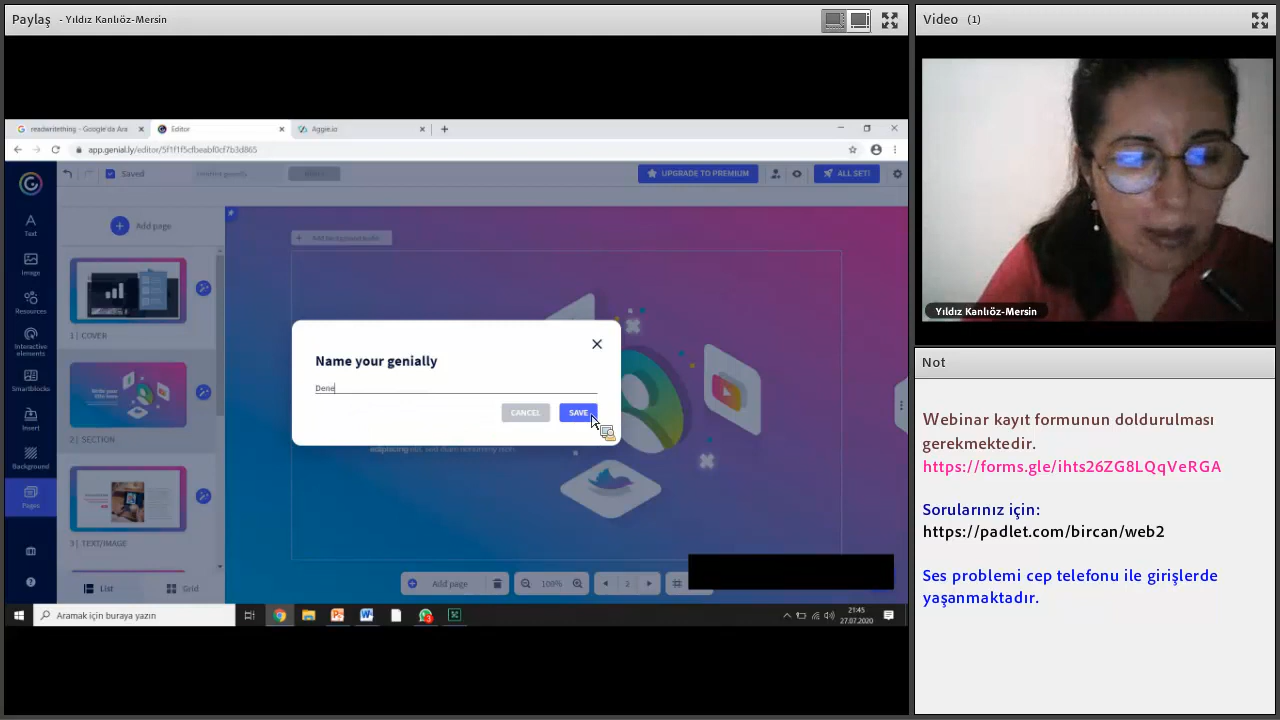 Paylaş - Yıldız Kanlıöz-Mersin
readwritething - Google'da Ara
Editor
Aggie.io
app.genial.ly/editor/5f1f1f5cfbeabf0cf7b3d865
Saved
UPGRADE TO PREMIUM
ALL SET!
Text
Image
Resources
Interactive elements
Smartblocks
Insert
Background
Pages
Add page
1 | COVER
2 | SECTION
3 | TEXT/IMAGE
List
Grid
Name your genially
Dene
CANCEL
SAVE
Add page
100%
2
Aramak için buraya yazın
21:45
27.07.2020
Video (1)
Yıldız Kanlıöz-Mersin
Not
Webinar kayıt formunun doldurulması
gerekmektedir.
https://forms.gle/ihts26ZG8LQqVeRGA
Sorularınız için:
https://padlet.com/bircan/web2
Ses problemi cep telefonu ile girişlerde
yaşanmaktadır.